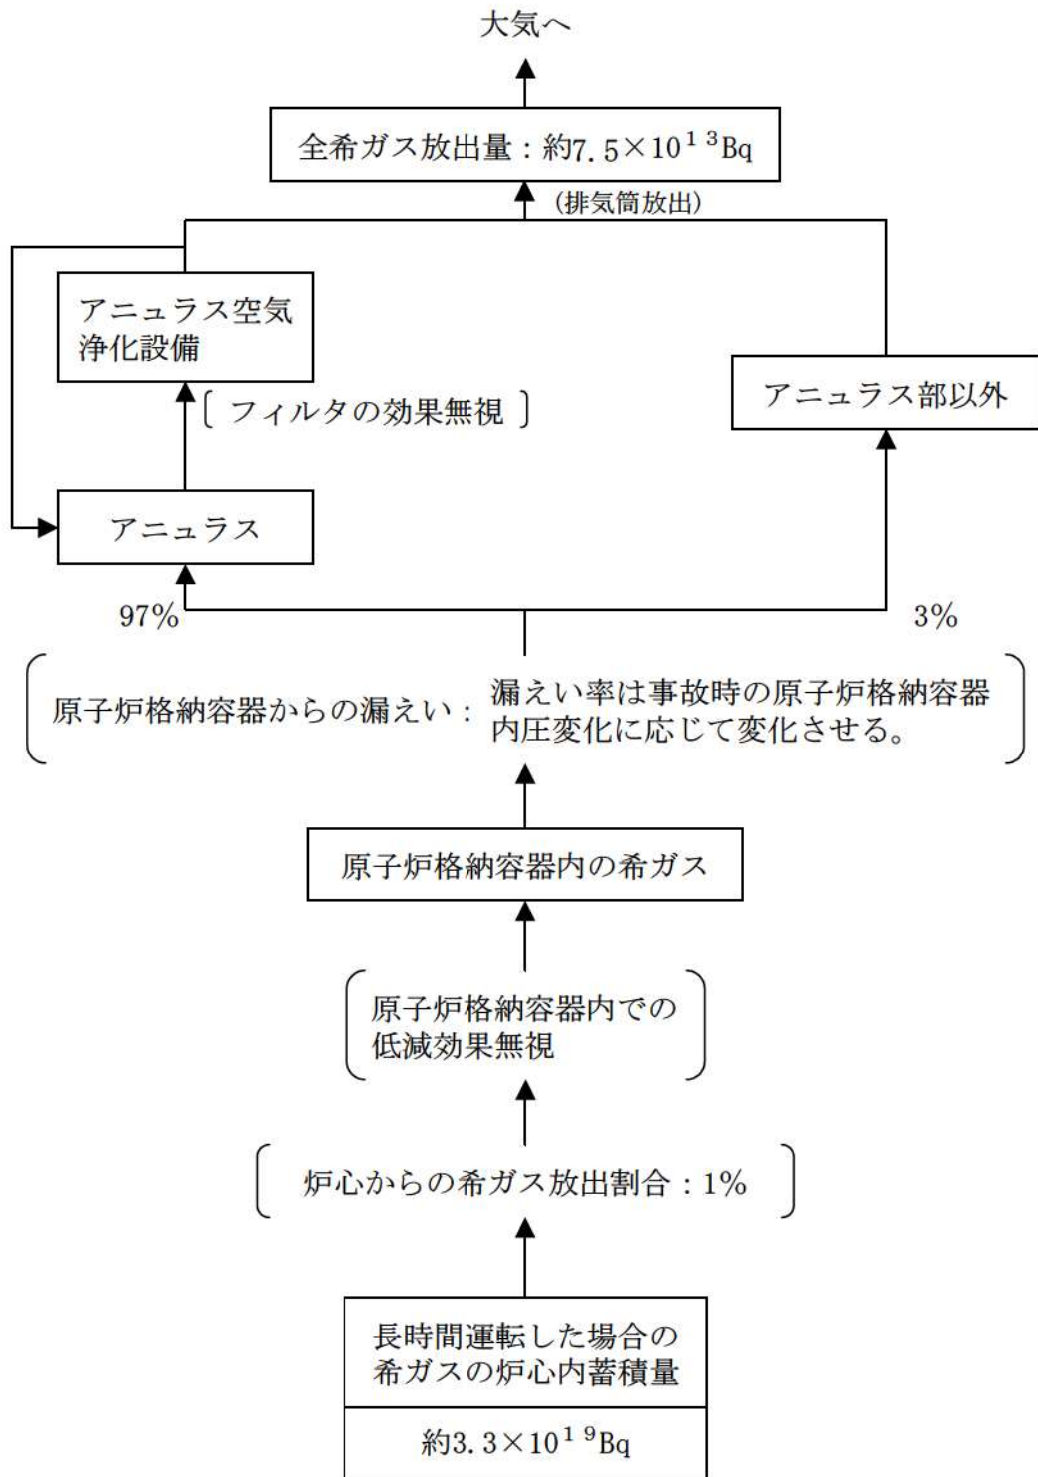 大気へ
全希ガス放出量：約7.5×10¹³Bq
(排気筒放出)
アニュラス空気
浄化設備
〔 フィルタの効果無視 〕
アニュラス部以外
アニュラス
97%
3%
原子炉格納容器からの漏えい：
漏えい率は事故時の原子炉格納容器
内圧変化に応じて変化させる。
原子炉格納容器内の希ガス
原子炉格納容器内での
低減効果無視
炉心からの希ガス放出割合：1%
長時間運転した場合の
希ガスの炉心内蓄積量
約3.3×10¹⁹Bq